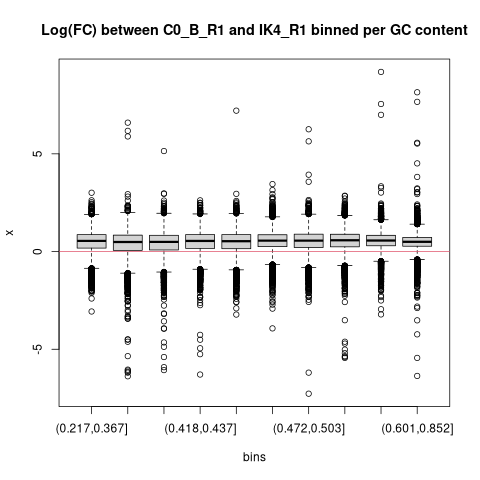 Log(FC) between C0_B_R1 and IK4_R1 binned per GC content
x
5
0
-5
(0.217,0.367]
(0.418,0.437]
(0.472,0.503]
(0.601,0.852]
bins